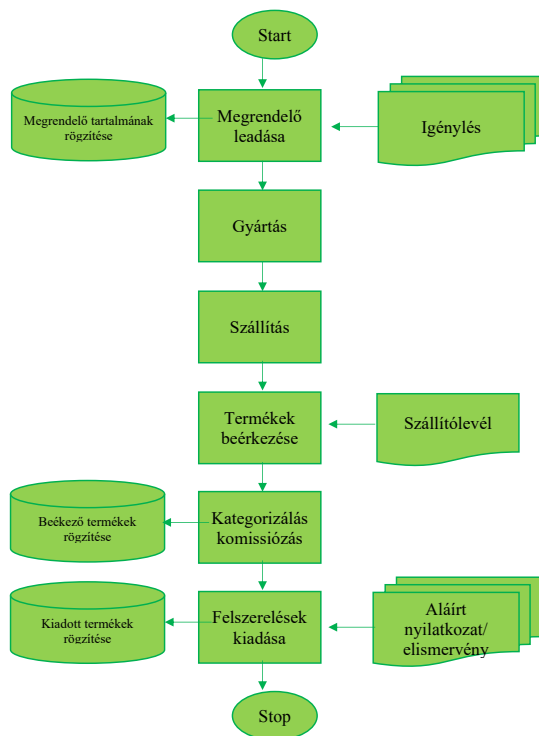 Start
Megrendelő tartalmának
rögzítése
Megrendelő
leadása
Igénylés
Gyártás
Szállítás
Termékek
beérkezése
Szállítólevél
Beékező termékek
rögzítése
Kategorizálás
komissiózás
Kiadott termékek
rögzítése
Felszerelések
kiadása
Aláírt
nyilatkozat/
elismervény
Stop